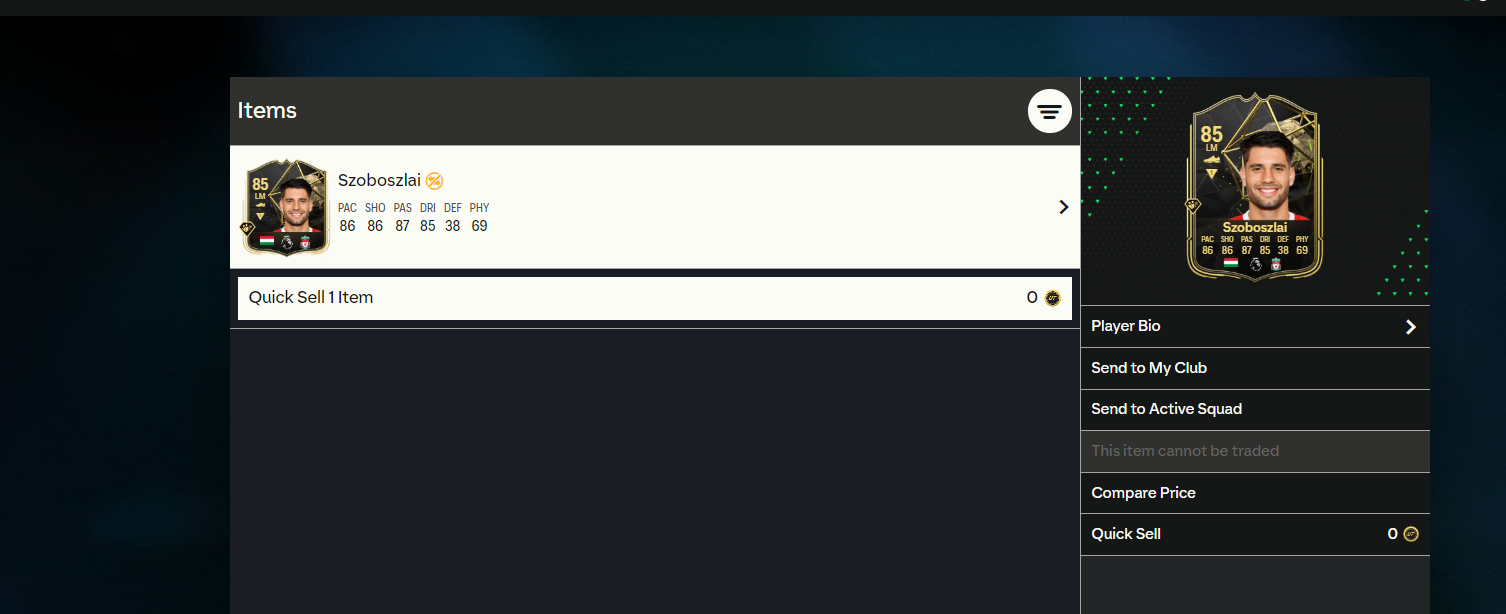 Items
85
LM
Szoboszlai
PAC SHO PAS DRI DEF PHY
86 86 87 85 38 69
Quick Sell 1 Item 0
85
LM
Szoboszlai
PAC SHO PAS DRI DEF PHY
86 86 87 85 38 69
Player Bio
Send to My Club
Send to Active Squad
This item cannot be traded
Compare Price
Quick Sell 0